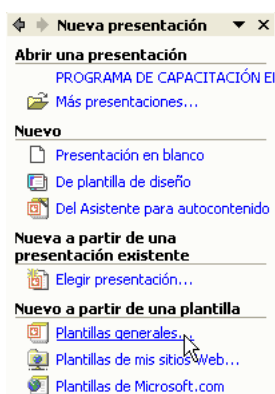 Nueva presentación
Abrir una presentación
PROGRAMA DE CAPACITACIÓN
Más presentaciones...
Nuevo
Presentación en blanco
De plantilla de diseño
Del Asistente para autocontenido
Nueva a partir de una
presentación existente
Elegir presentación...
Nuevo a partir de una plantilla
Plantillas generales...
Plantillas de mis sitios Web...
Plantillas de Microsoft.com